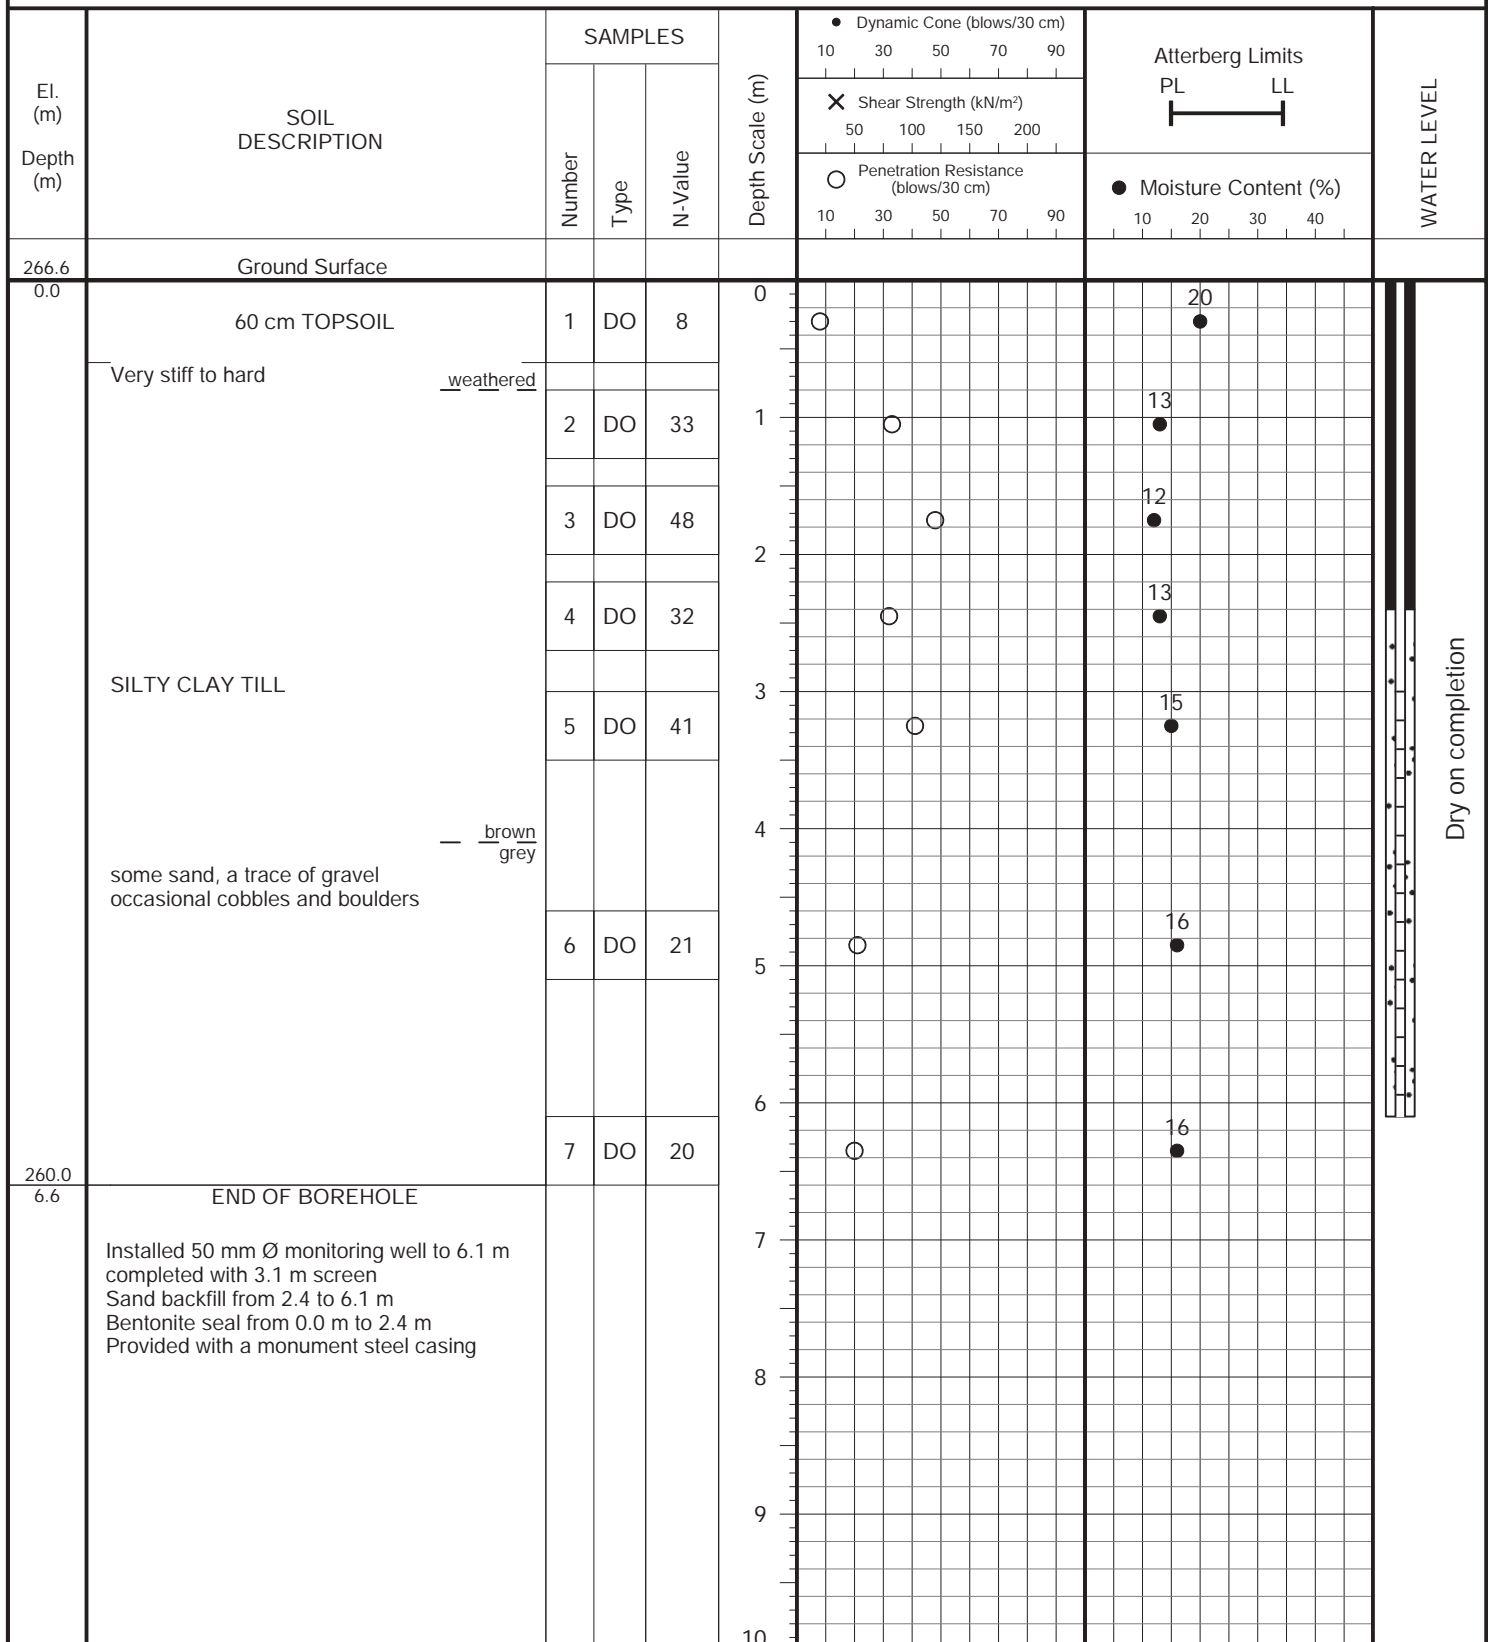 El.
(m)
Depth
(m)
SOIL
DESCRIPTION
SAMPLES
Number
Type
N-Value
Depth Scale (m)
Dynamic Cone (blows/30 cm)
10 30 50 70 90
Shear Strength (kN/m²)
50 100 150 200
Penetration Resistance
(blows/30 cm)
10 30 50 70 90
Atterberg Limits
PL LL
Moisture Content (%)
10 20 30 40
WATER LEVEL
266.6 Ground Surface
0.0
0
20
60 cm TOPSOIL 1 DO 8
Very stiff to hard
weathered
13
1
2 DO 33
12
3 DO 48
2
13
4 DO 32
SILTY CLAY TILL
3
15
5 DO 41
Dry on completion
4
brown
grey
some sand, a trace of gravel
occasional cobbles and boulders
16
6 DO 21
5
6
16
7 DO 20
260.0
6.6
END OF BOREHOLE
7
Installed 50 mm Ø monitoring well to 6.1 m
completed with 3.1 m screen
Sand backfill from 2.4 to 6.1 m
Bentonite seal from 0.0 m to 2.4 m
Provided with a monument steel casing
8
9
10